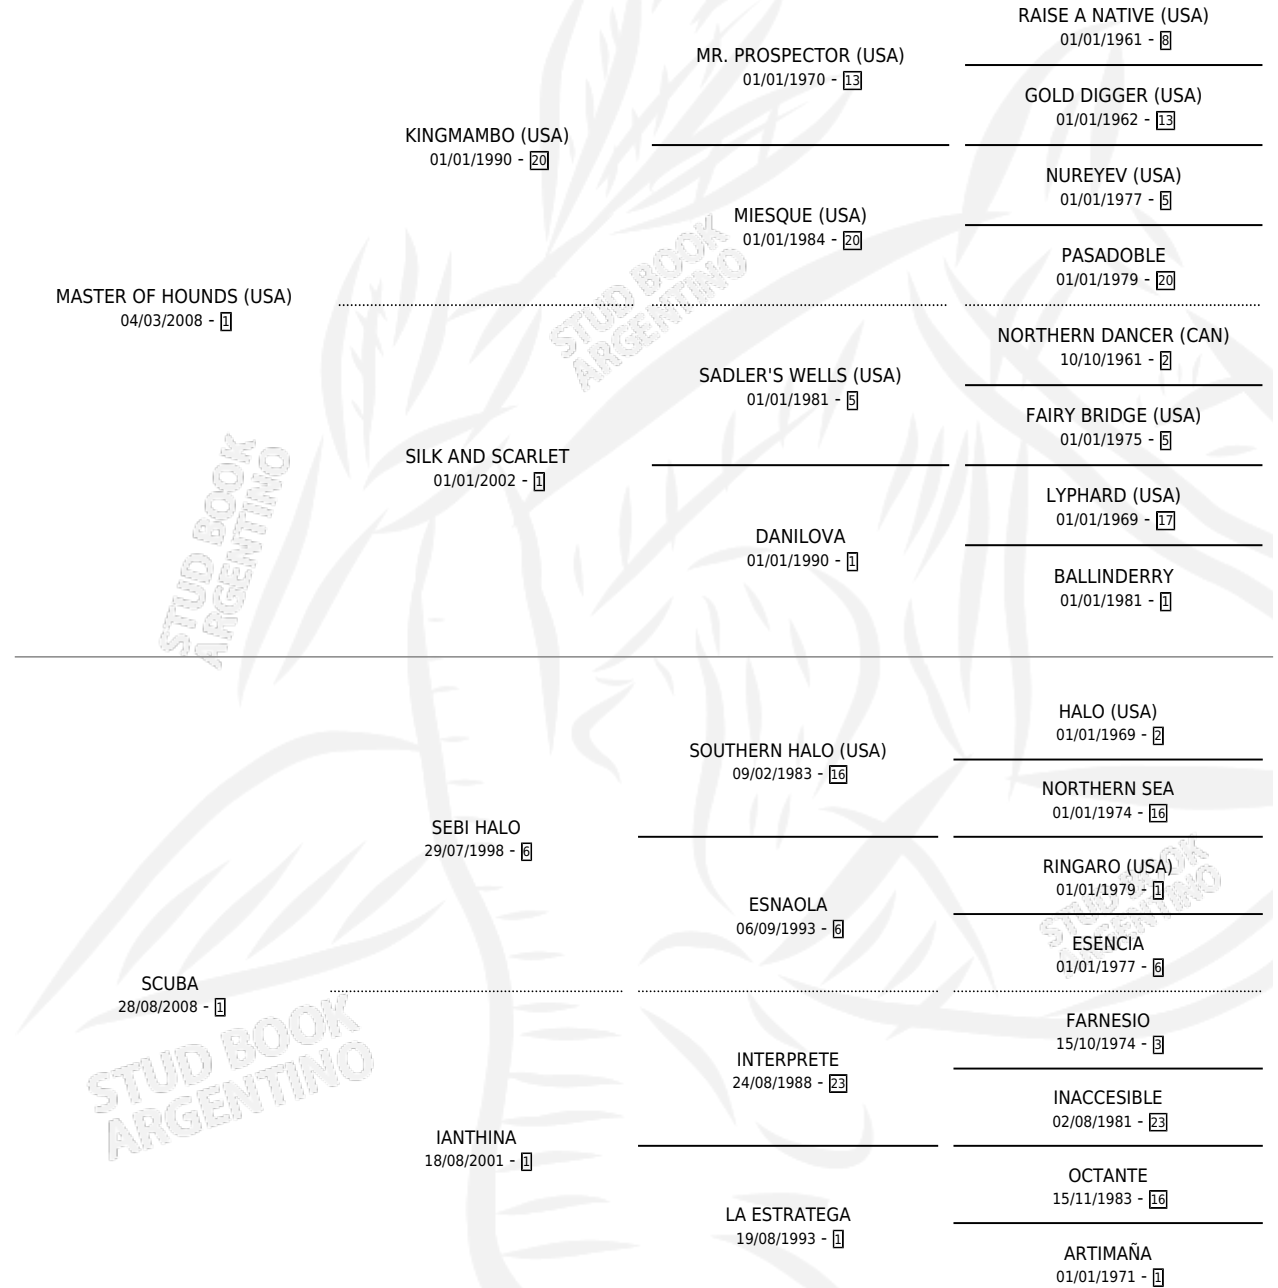 RAISE A NATIVE (USA)
01/01/1961 - 8
MR. PROSPECTOR (USA)
01/01/1970 - 13
GOLD DIGGER (USA)
01/01/1962 - 13
KINGMAMBO (USA)
01/01/1990 - 20
NUREYEV (USA)
01/01/1977 - 5
MIESQUE (USA)
01/01/1984 - 20
PASADOBLE
01/01/1979 - 20
MASTER OF HOUNDS (USA)
04/03/2008 - 1
STUD BOOK
ARGENTINO
NORTHERN DANCER (CAN)
10/10/1961 - 2
SADLER'S WELLS (USA)
01/01/1981 - 5
FAIRY BRIDGE (USA)
01/01/1975 - 5
SILK AND SCARLET
01/01/2002 - 1
LYPHARD (USA)
01/01/1969 - 17
DANILOVA
01/01/1990 - 1
BALLINDERRY
01/01/1981 - 1
STUD BOOK
ARGENTINO
HALO (USA)
01/01/1969 - 2
SOUTHERN HALO (USA)
09/02/1983 - 16
NORTHERN SEA
01/01/1974 - 16
SEBI HALO
29/07/1998 - 6
RINGARO (USA)
01/01/1979 - 1
ESNAOLA
06/09/1993 - 6
ESENCIA
01/01/1977 - 6
STUD BOOK
ARGENTINO
SCUBA
28/08/2008 - 1
FARNESIO
15/10/1974 - 3
INTERPRETE
24/08/1988 - 23
INACCESIBLE
02/08/1981 - 23
IANTHINA
18/08/2001 - 1
OCTANTE
15/11/1983 - 16
LA ESTRATEGA
19/08/1993 - 1
ARTIMAÑA
01/01/1971 - 1
STUD BOOK
ARGENTINO